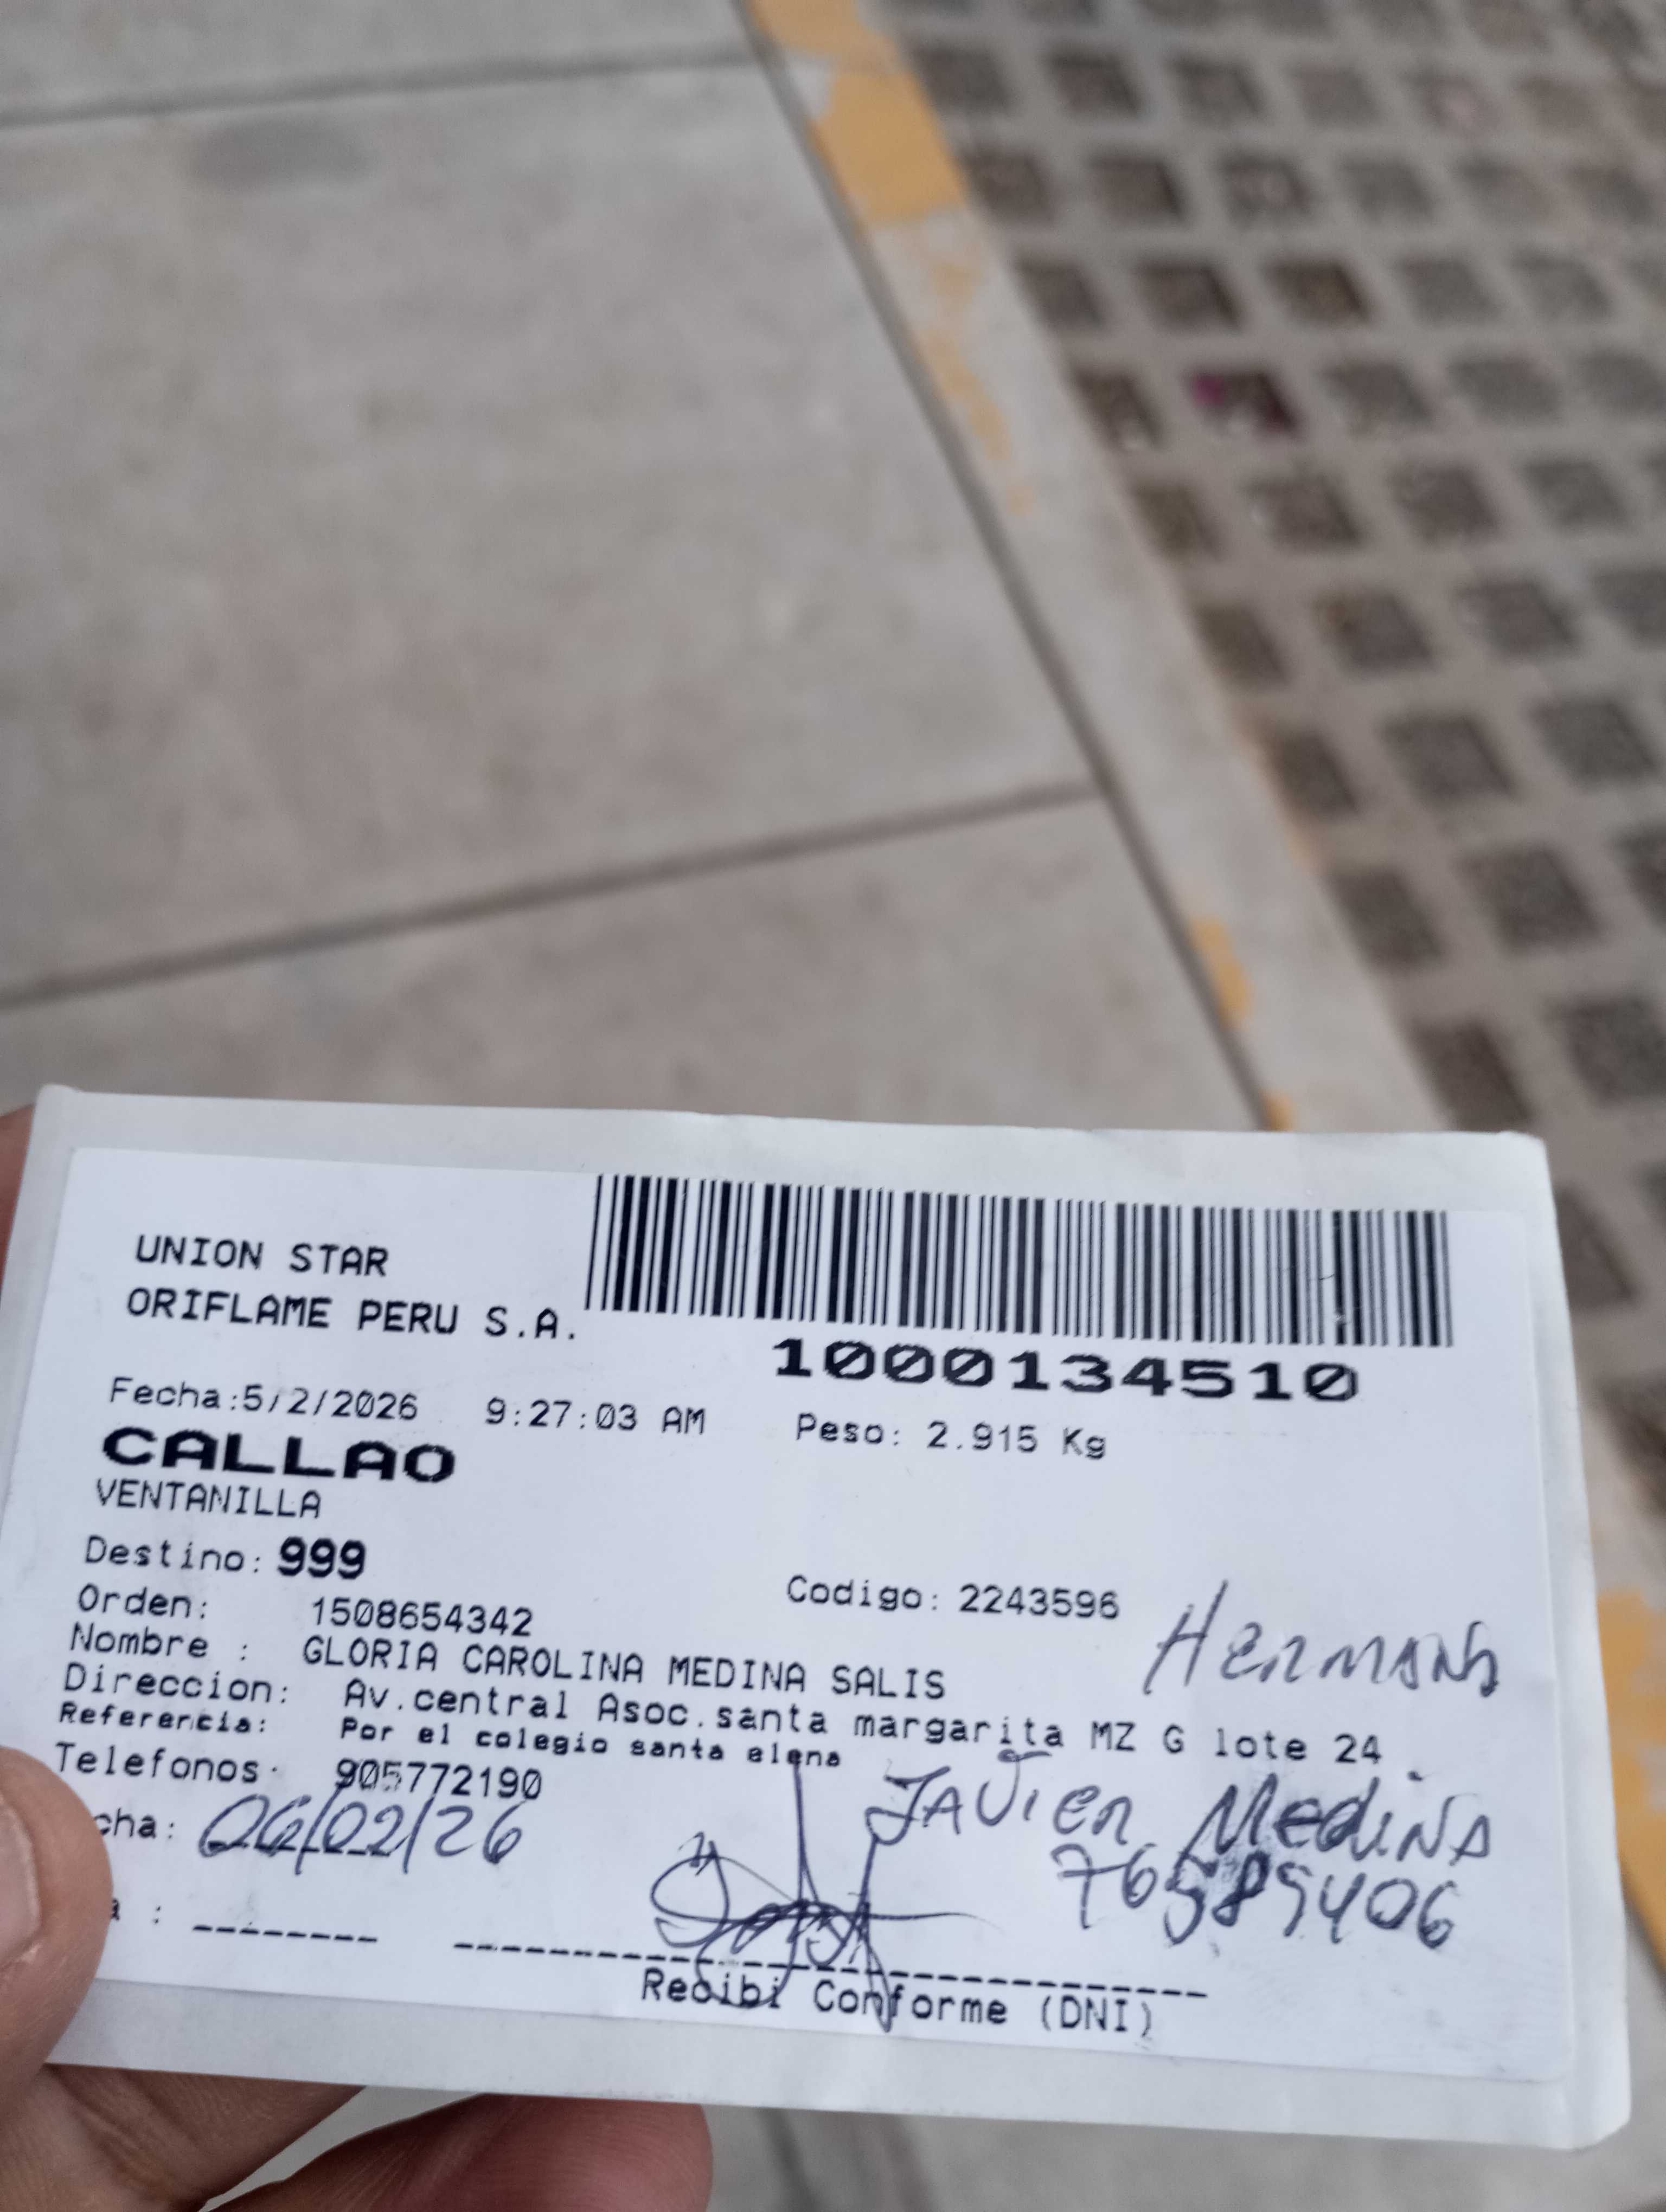 UNION STAR
ORIFLAME PERU S.A.
1000134510
Fecha:5/2/2026 9:27:03 AM Peso: 2.915 Kg
CALLAO
VENTANILLA
Destino: 999
Orden: 1508654342 Codigo: 2243596
Nombre : GLORIA CAROLINA MEDINA SALIS
Hermana
Direccion: Av.central Asoc.santa margarita MZ G lote 24
Referencia: Por el colegio santa elena
Telefonos: 905772190
Javier Medina
cha: 06/02/26
a :
Recibi Conforme (DNI)